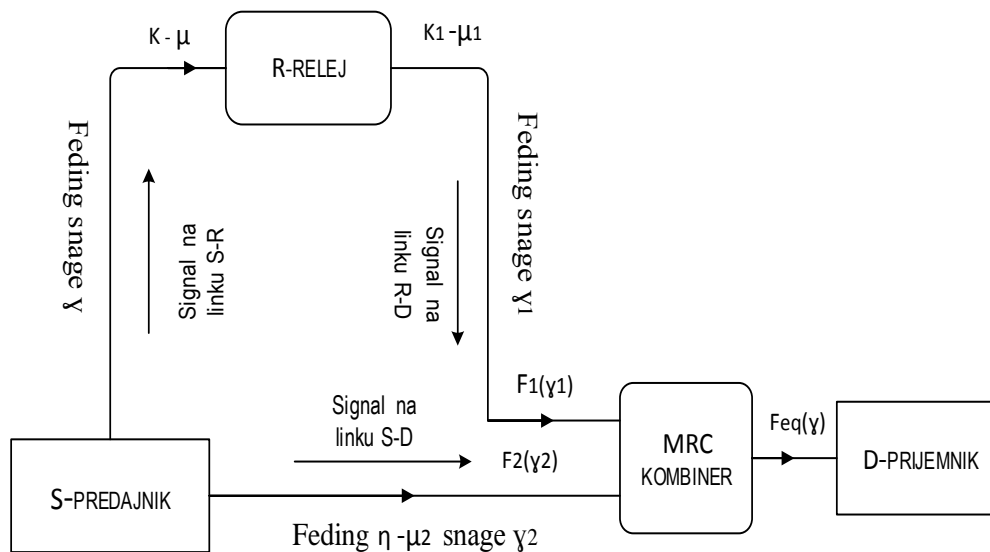 K - μ
K1 -μ1
R-RELEJ
Feding snage ɣ
Signal na
linku S-R
Signal na
linku R-D
Feding snage ɣ1
Signal na
linku S-D
F1(ɣ1)
F2(ɣ2)
MRC
KOMBINER
Feq(ɣ)
D-PRIJEMNIK
S-PREDAJNIK
Feding η -μ2 snage ɣ2